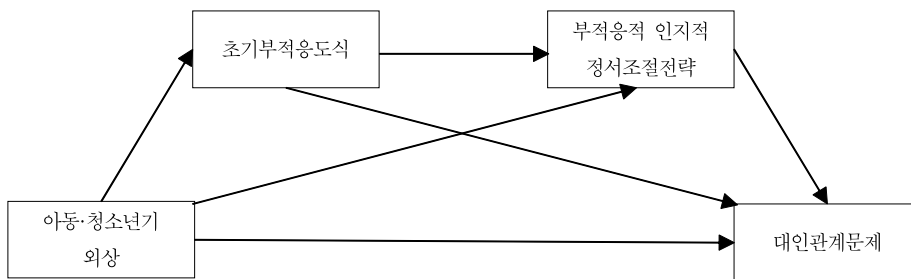 초기부적응도식
부적응적 인지적
정서조절전략
아동·청소년기
외상
대인관계문제